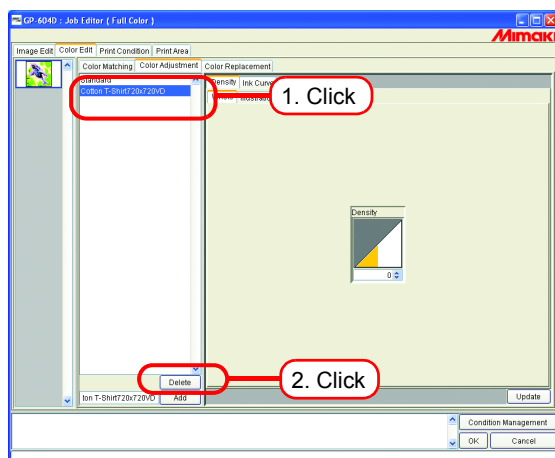 GP-604D : Job Editor ( Full Color )
Mimaki
Image Edit Color Edit Print Condition Print Area
Color Matching Color Adjustment Color Replacement
Standard
Density Ink Curve
Cotton T-Shirt720x720VD
Illustration
1. Click
Density
0
Delete
2. Click
ton T-Shirt720x720VD Add
Update
Condition Management
OK Cancel